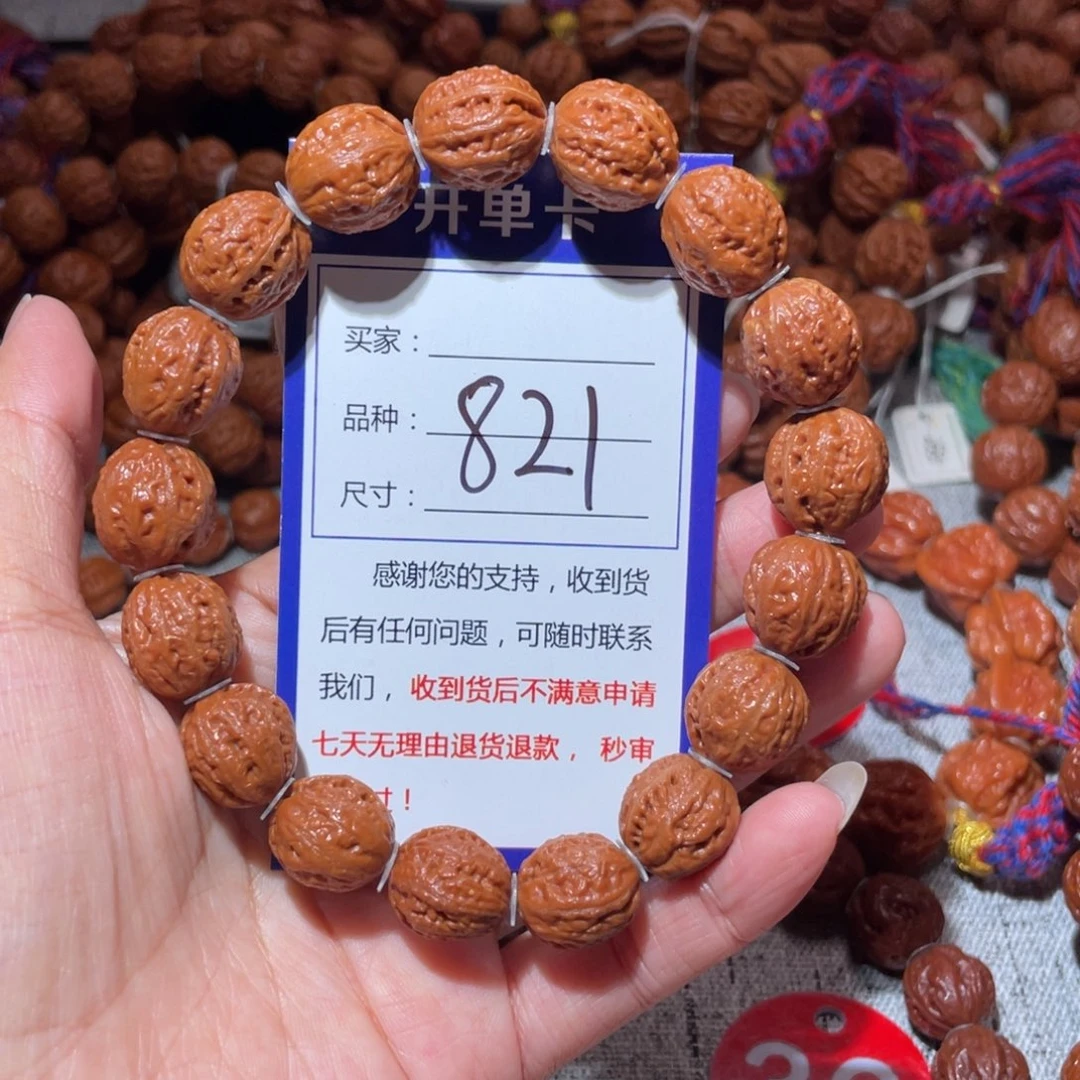 开单卡
买家：
品种：
821
尺寸：
感谢您的支持，收到货
后有任何问题，可随时联系
我们，收到货后不满意申请
七天无理由退货退款，秒审
！